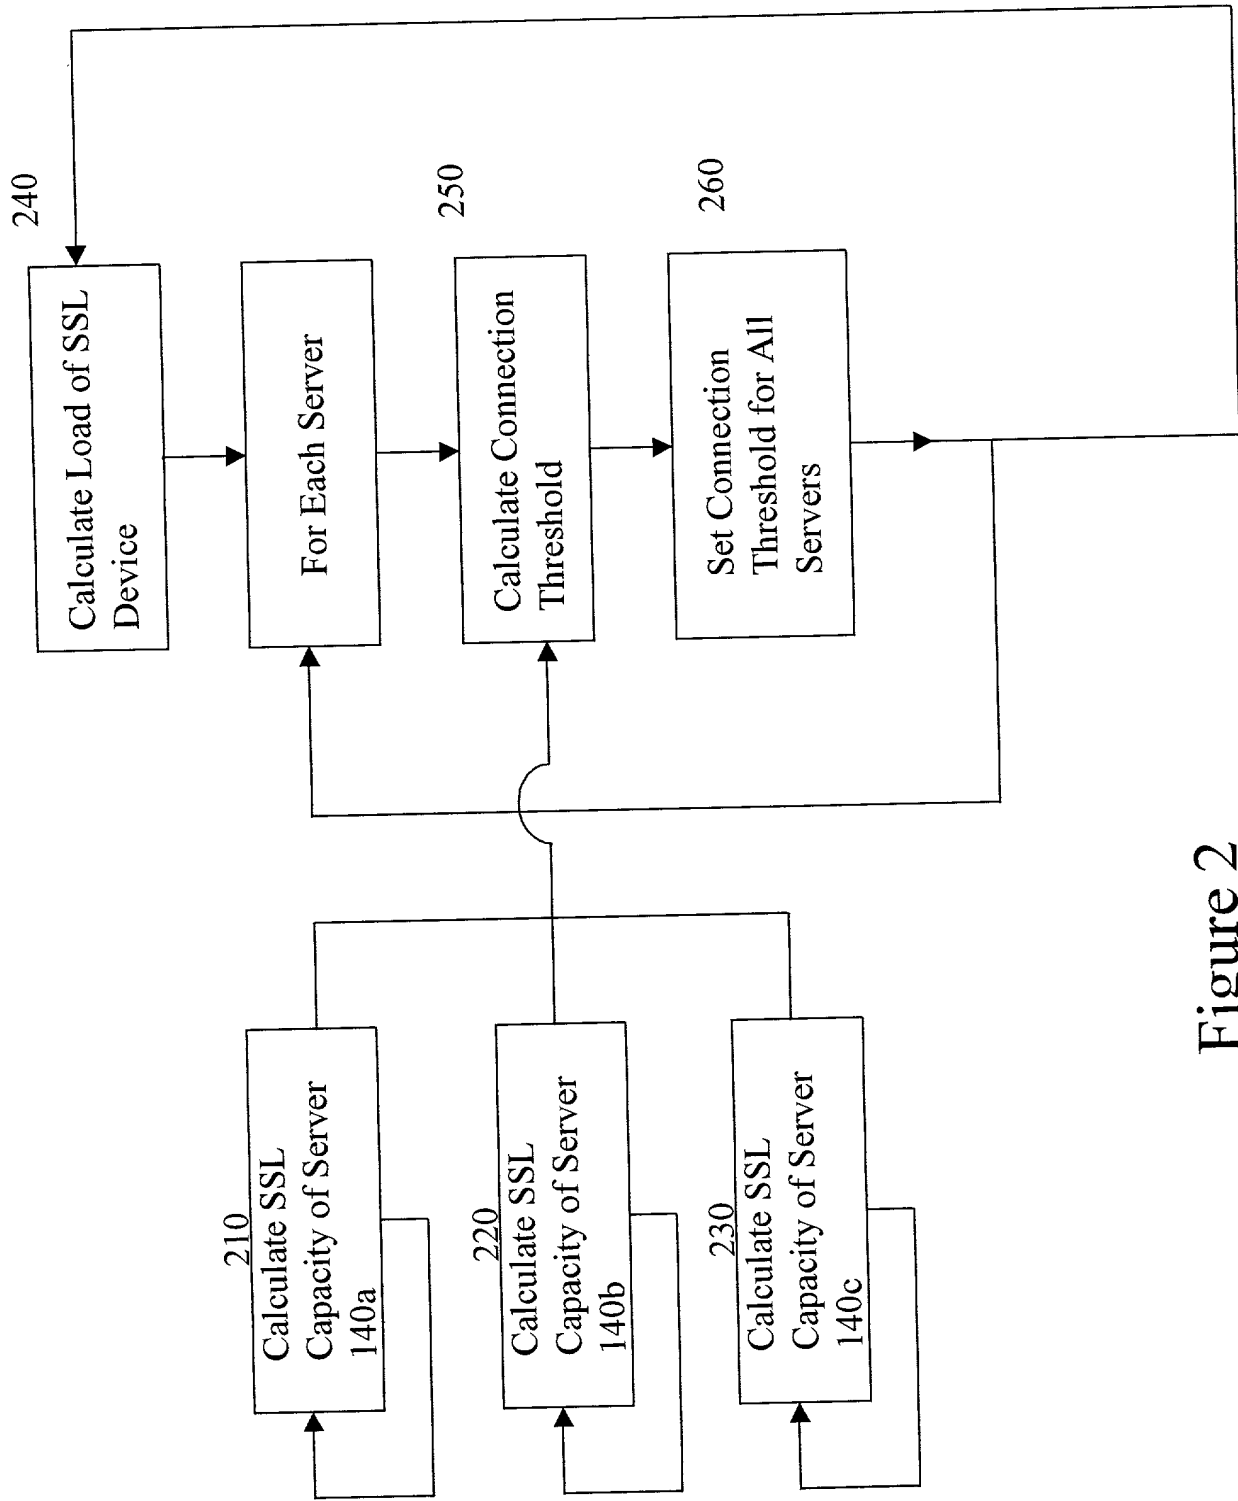 240
Calculate Load of SSL
Device
For Each Server
250
Calculate Connection
Threshold
260
Set Connection
Threshold for All
Servers
210
Calculate SSL
Capacity of Server
140a
220
Calculate SSL
Capacity of Server
140b
230
Calculate SSL
Capacity of Server
140c
Figure 2